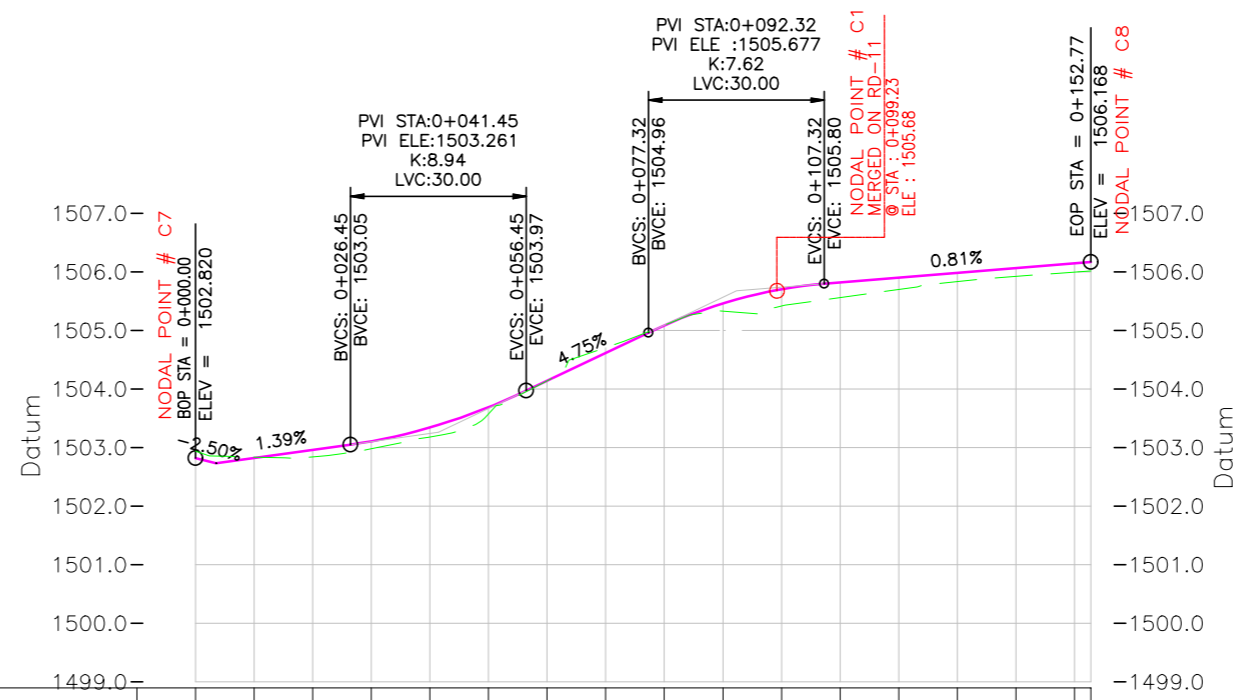 PVI STA:0+092.32
PVI ELE :1505.677
K:7.62
LVC:30.00
PVI STA:0+041.45
PVI ELE:1503.261
K:8.94
LVC:30.00
NODAL POINT # C7
BOP STA = 0+000.00
ELEV = 1502.820
BVCS: 0+026.45
BVCE: 1503.05
EVCS: 0+056.45
EVCE: 1503.97
BVCS: 0+077.32
BVCE: 1504.96
EVCS: 0+107.32
EVCE: 1505.80
NODAL POINT # C1
MERGED ON RD-11
@ STA : 0+099.23
ELE : 1505.68
EOP STA = 0+152.77
ELEV = 1506.168
NODAL POINT # C8
-2.50%
1.39%
4.75%
0.81%
Datum
1507.0-
1506.0-
1505.0-
1504.0-
1503.0-
1502.0-
1501.0-
1500.0-
1499.0-
-1507.0
-1506.0
-1505.0
-1504.0
-1503.0
-1502.0
-1501.0
-1500.0
-1499.0
Datum